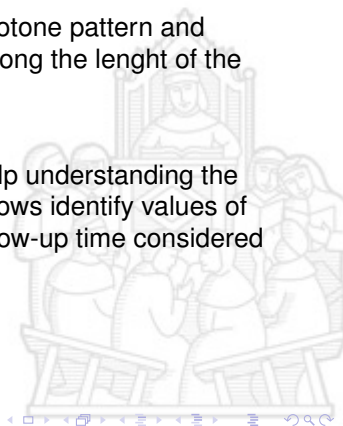 otone pattern and
ong the lenght of the
lp understanding the
ows identify values of
ow-up time considered